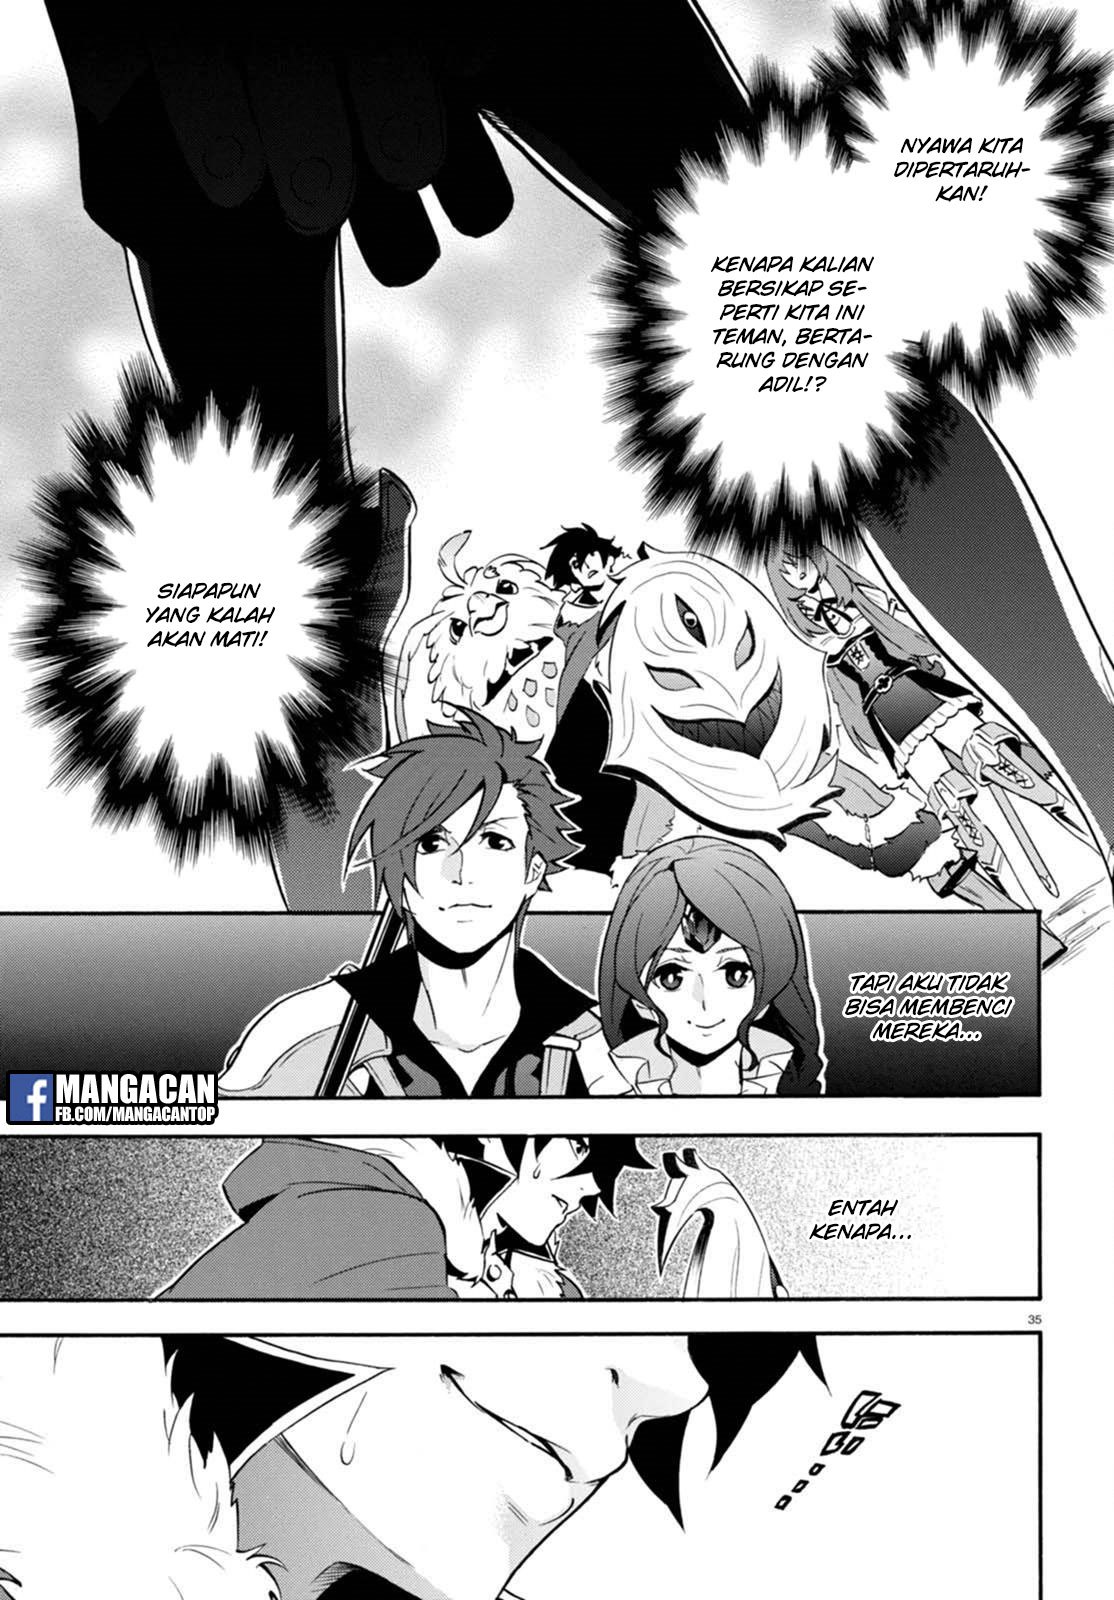 NYAWA KITA
DIPERTARUH-
KAN!
KENAPA KALIAN
BERSIKAP SE-
PERTI KITA INI
TEMAN, BERTA-
RUNG DENGAN
ADIL!?
SIAPAPUN
YANG KALAH
AKAN MATI!
TAPI AKU TIDAK
BISA MEMBENCI
MEREKA...
MANGACAN
FB.COM/MANGACANTOP
ENTAH
KENAPA...
35